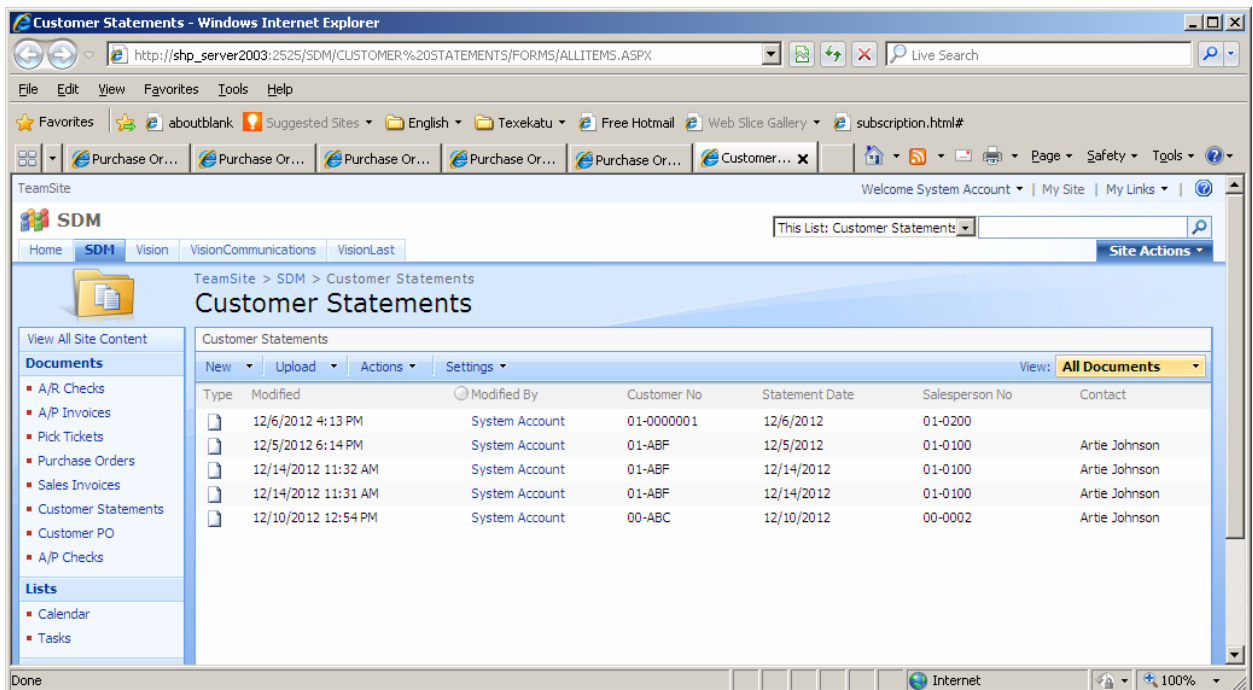 Customer Statements - Windows Internet Explorer
http://shp_server2003:2525/SDM/CUSTOMER%20STATEMENTS/FORMS/ALLITEMS.ASPX
Live Search
File Edit View Favorites Tools Help
Favorites aboutblank Suggested Sites English Texekatu Free Hotmail Web Slice Gallery subscription.html#
Purchase Or... Purchase Or... Purchase Or... Purchase Or... Purchase Or... Customer... X Page Safety Tools
TeamSite Welcome System Account | My Site | My Links |
SDM This List: Customer Statements
Home SDM Vision VisionCommunications VisionLast Site Actions
TeamSite > SDM > Customer Statements
Customer Statements
View All Site Content Customer Statements
Documents New Upload Actions Settings View: All Documents
A/R Checks
Type Modified Modified By Customer No Statement Date Salesperson No Contact
A/P Invoices
12/6/2012 4:13 PM System Account 01-0000001 12/6/2012 01-0200
Pick Tickets
12/5/2012 6:14 PM System Account 01-ABF 12/5/2012 01-0100 Artie Johnson
Purchase Orders
12/14/2012 11:32 AM System Account 01-ABF 12/14/2012 01-0100 Artie Johnson
Sales Invoices
12/14/2012 11:31 AM System Account 01-ABF 12/14/2012 01-0100 Artie Johnson
Customer Statements
12/10/2012 12:54 PM System Account 00-ABC 12/10/2012 00-0002 Artie Johnson
Customer PO
A/P Checks
Lists
Calendar
Tasks
Done Internet 100%